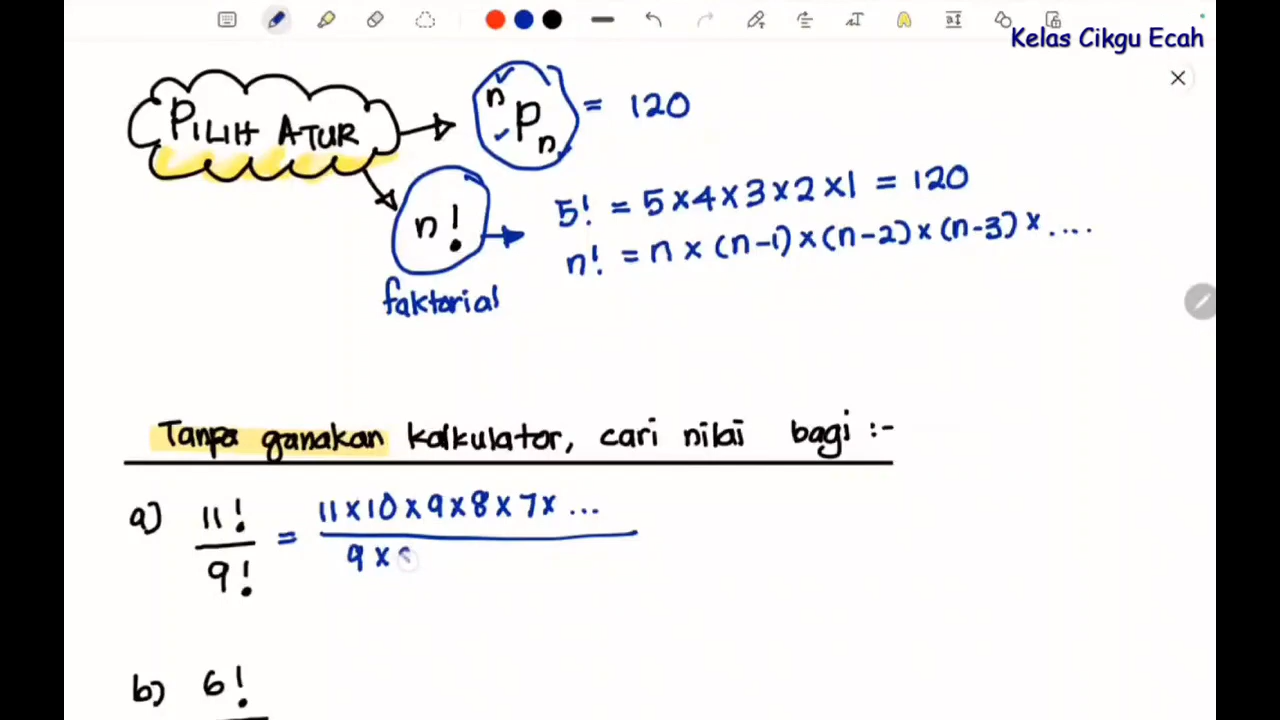 Kelas Cikgu Ecah
PILIH ATUR
nPn = 120
n!
faktorial
5! = 5 x 4 x 3 x 2 x 1 = 120
n! = n x (n-1) x (n-2) x (n-3) x ....
Tanpa ganakan kalkulator, cari nilai bagi :-
a) 11!/9! = 11 x 10 x 9 x 8 x 7 x ... / 9 x
b) 6!